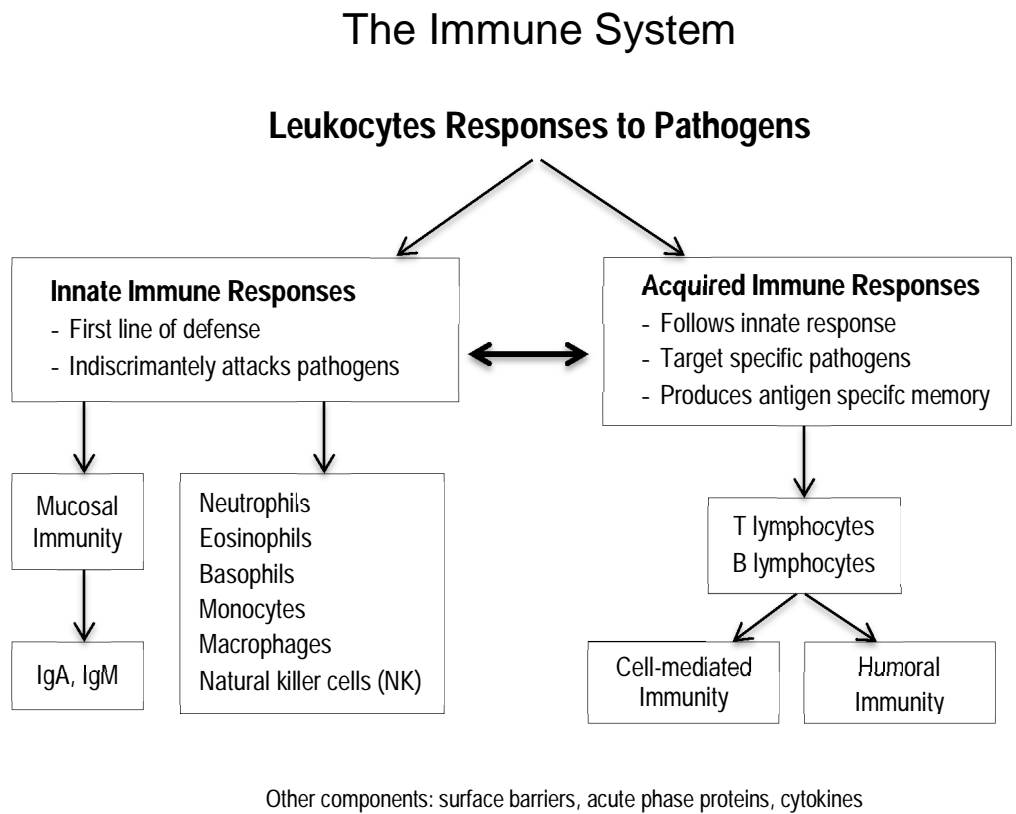 The Immune System
Leukocytes Responses to Pathogens
Innate Immune Responses
- First line of defense
- Indiscrimantely attacks pathogens
Acquired Immune Responses
- Follows innate response
- Target specific pathogens
- Produces antigen specifc memory
Mucosal
Immunity
IgA, IgM
Neutrophils
Eosinophils
Basophils
Monocytes
Macrophages
Natural killer cells (NK)
T lymphocytes
B lymphocytes
Cell-mediated
Immunity
Humoral
Immunity
Other components: surface barriers, acute phase proteins, cytokines